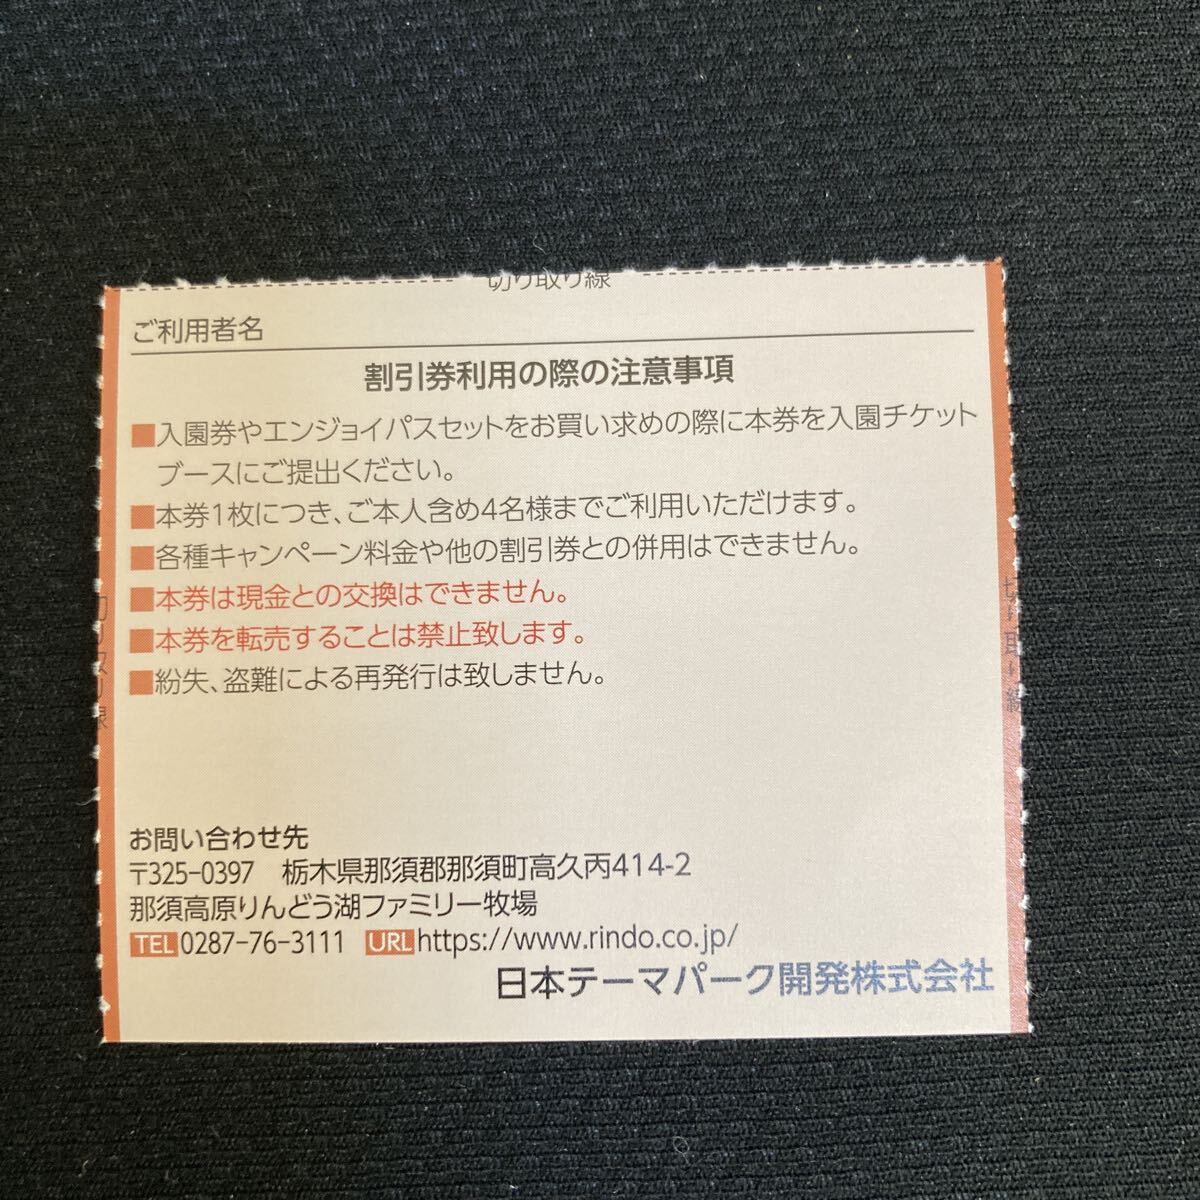 切り取り線
ご利用者名
割引券利用の際の注意事項
■入園券やエンジョイパスセットをお買い求めの際に本券を入園チケット
ブースにご提出ください。
■本券1枚につき、ご本人含め4名様までご利用いただけます。
■各種キャンペーン料金や他の割引券との併用はできません。
■本券は現金との交換はできません。
■本券を転売することは禁止致します。
■紛失、盗難による再発行は致しません。
切り取り線
切り取り線
お問い合わせ先
〒325-0397 栃木県那須郡那須町高久丙414-2
那須高原りんどう湖ファミリー牧場
TEL 0287-76-3111 URL https://www.rindo.co.jp/
日本テーマパーク開発株式会社